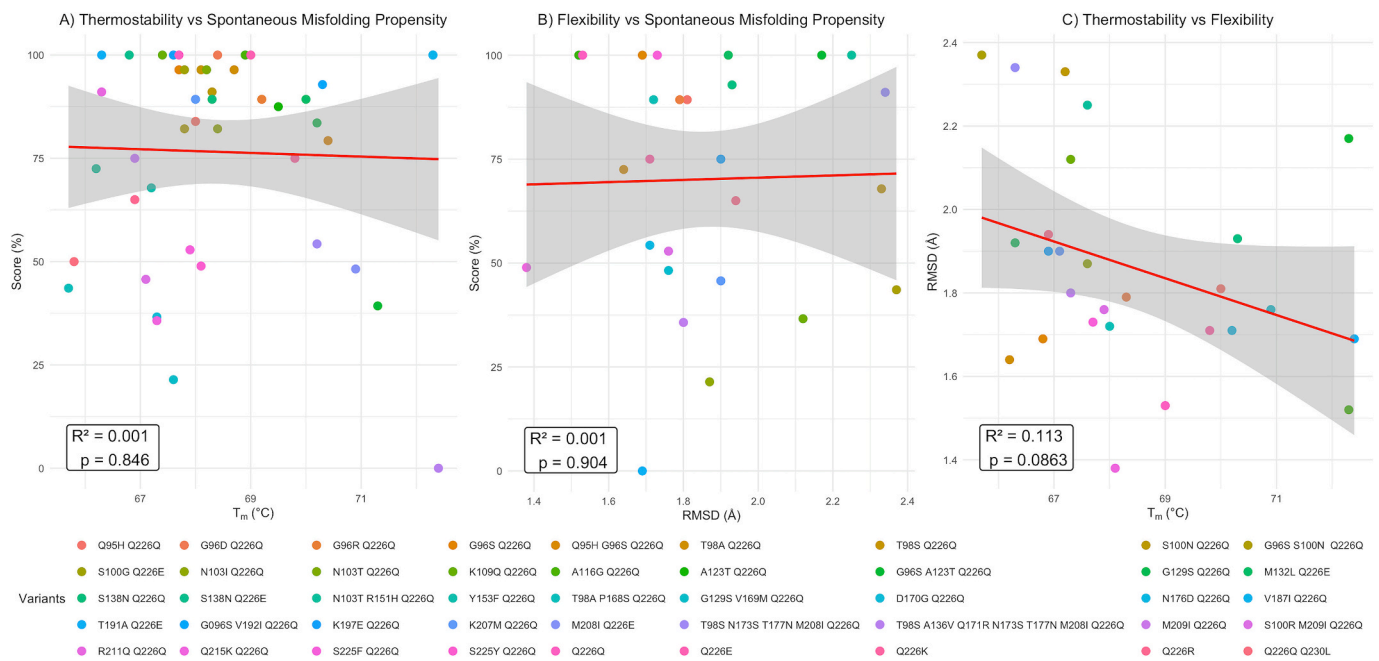 A) Thermostability vs Spontaneous Misfolding Propensity
B) Flexibility vs Spontaneous Misfolding Propensity
C) Thermostability vs Flexibility
100
75
50
25
0
Score (%)
R² = 0.001
p = 0.846
67 69 71
Tm (°C)
100
75
50
25
0
Score (%)
R² = 0.001
p = 0.904
1.4 1.6 1.8 2.0 2.2 2.4
RMSD (Å)
2.4
2.2
2.0
1.8
1.6
1.4
RMSD (Å)
R² = 0.113
p = 0.0863
67 69 71
Tm (°C)
Variants
Q95H Q226Q G96D Q226Q G96R Q226Q G96S Q226Q Q95H G96S Q226Q T98A Q226Q T98S Q226Q S100N Q226Q G96S S100N Q226Q
S100G Q226E N103I Q226Q N103T Q226Q K109Q Q226Q A116G Q226Q A123T Q226Q G96S A123T Q226Q G129S Q226Q M132L Q226E
S138N Q226Q S138N Q226E N103T R151H Q226Q Y153F Q226Q T98A P168S Q226Q G129S V169M Q226Q D170G Q226Q N176D Q226Q V187I Q226Q
T191A Q226E G096S V192I Q226Q K197E Q226Q K207M Q226Q M208I Q226E T98S N173S T177N M208I Q226Q T98S A136V Q171R N173S T177N M208I Q226Q M209I Q226Q S100R M209I Q226Q
R211Q Q226Q Q215K Q226Q S225F Q226Q S225Y Q226Q Q226Q Q226E Q226K Q226R Q226Q Q230L